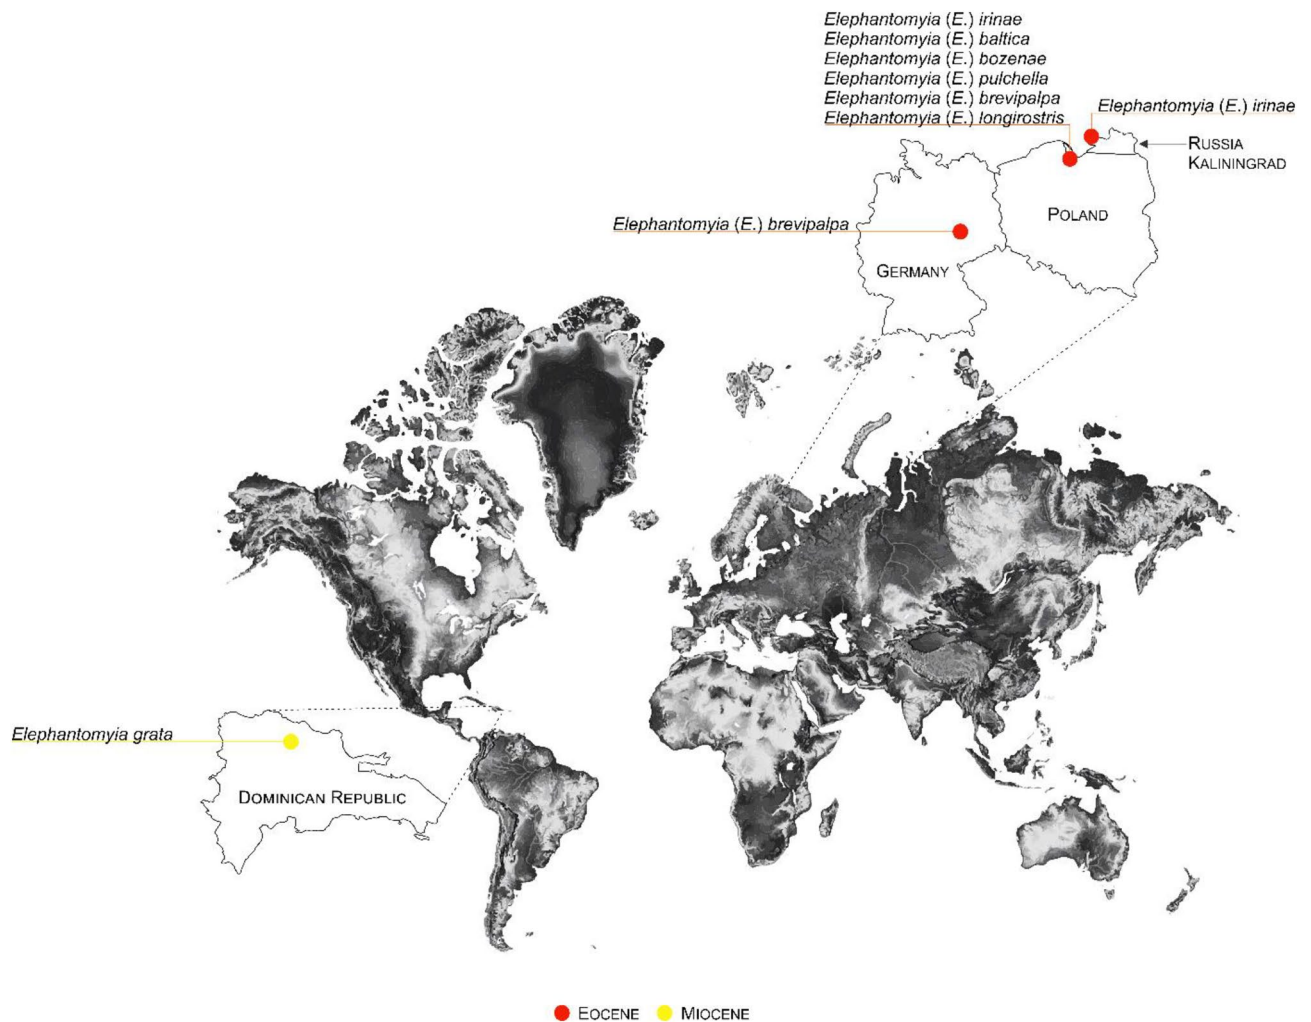 Elephantomyia (E.) irinae
Elephantomyia (E.) baltica
Elephantomyia (E.) bozenae
Elephantomyia (E.) pulchella
Elephantomyia (E.) brevipalpa
Elephantomyia (E.) longirostris
Elephantomyia (E.) irinae
RUSSIA
KALININGRAD
POLAND
Elephantomyia (E.) brevipalpa
GERMANY
Elephantomyia grata
DOMINICAN REPUBLIC
EOCENE MIOCENE